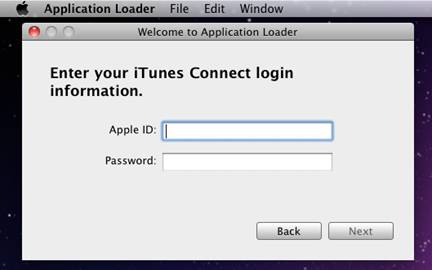 Application Loader File Edit Window
Welcome to Application Loader
Enter your iTunes Connect login
information.
Apple ID:
Password:
Back Next